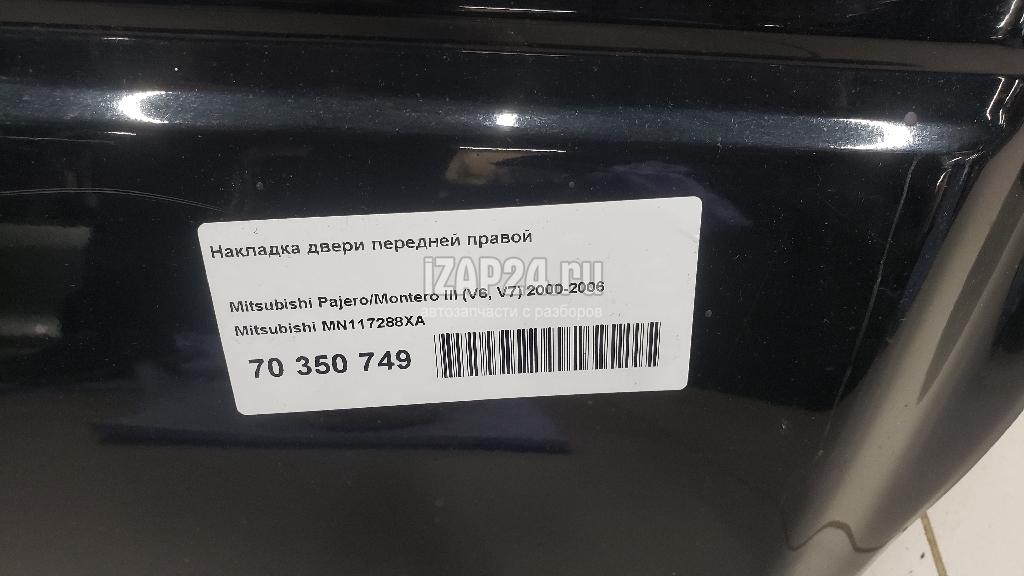 Накладка двери передней правой
iZAP24.ru
Mitsubishi Pajero/Montero III (V6, V7) 2000-2006
автозапчасти с разборов
Mitsubishi MN117288XA
70 350 749